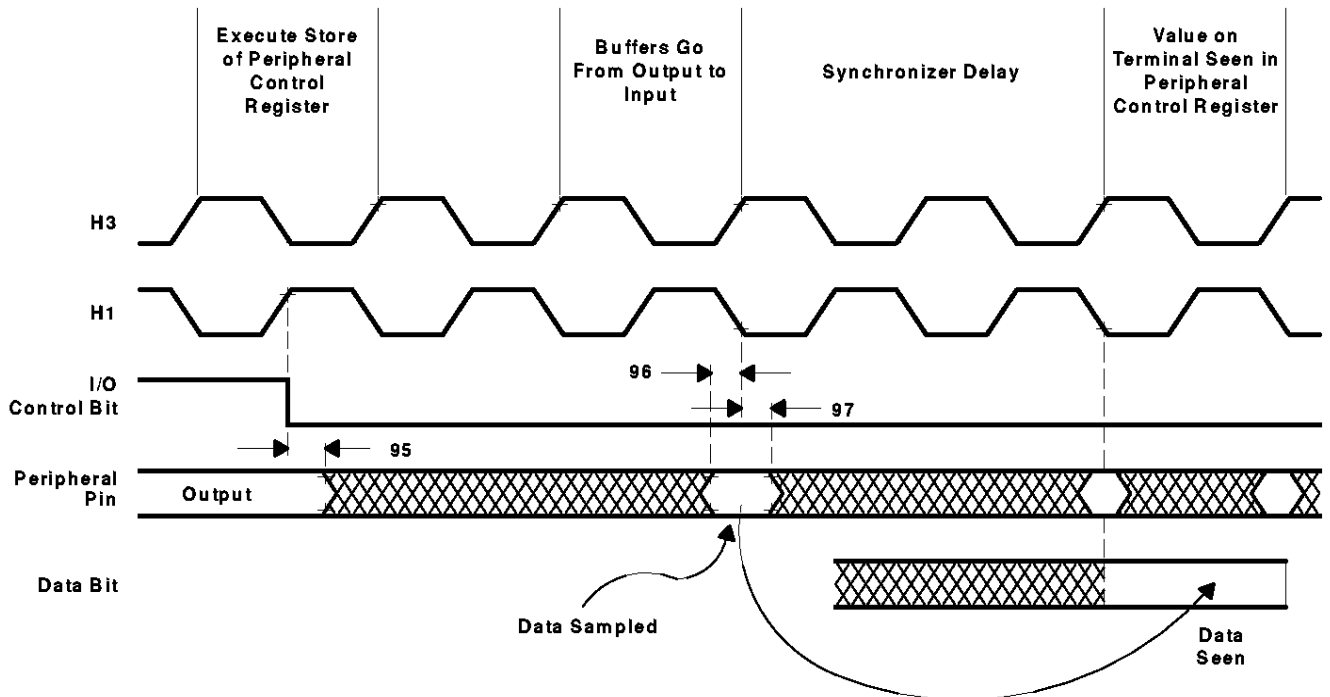 Execute Store
of Peripheral
Control
Register
Buffers Go
From Output to
Input
Synchronizer Delay
Value on
Terminal Seen in
Peripheral
Control Register
H3
H1
I/O
Control Bit
96
97
95
Peripheral
Pin
Output
Data Bit
Data Sampled
Data
Seen